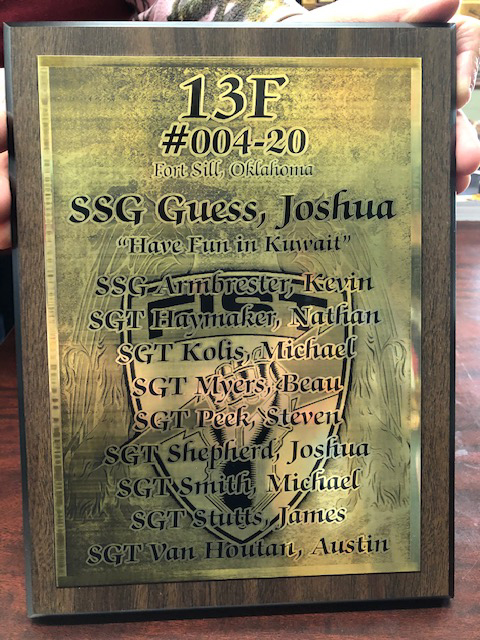 13F
#004-20
Fort Sill, Oklahoma
SSG Guess, Joshua
"Have Fun in Kuwait"
SSG Armbrester, Kevin
FIST
SGT Haymaker, Nathan
SGT Kolis, Michael
SGT Myers, Beau
SGT Peek, Steven
SGT Shepherd, Joshua
SGT Smith, Michael
SGT Stutts, James
SGT Van Houtan, Austin